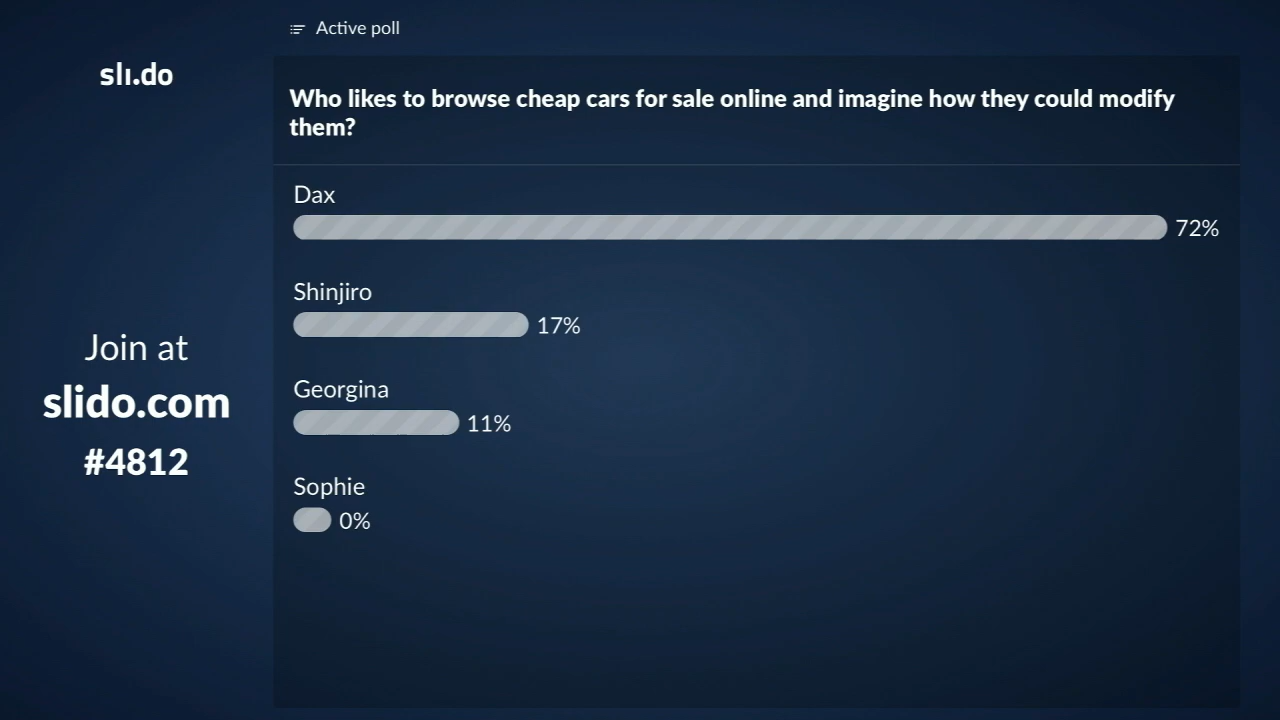 Active poll
sli.do
Who likes to browse cheap cars for sale online and imagine how they could modify
them?
Dax
72%
Shinjiro
17%
Georgina
11%
Sophie
0%
Join at
slido.com
#4812